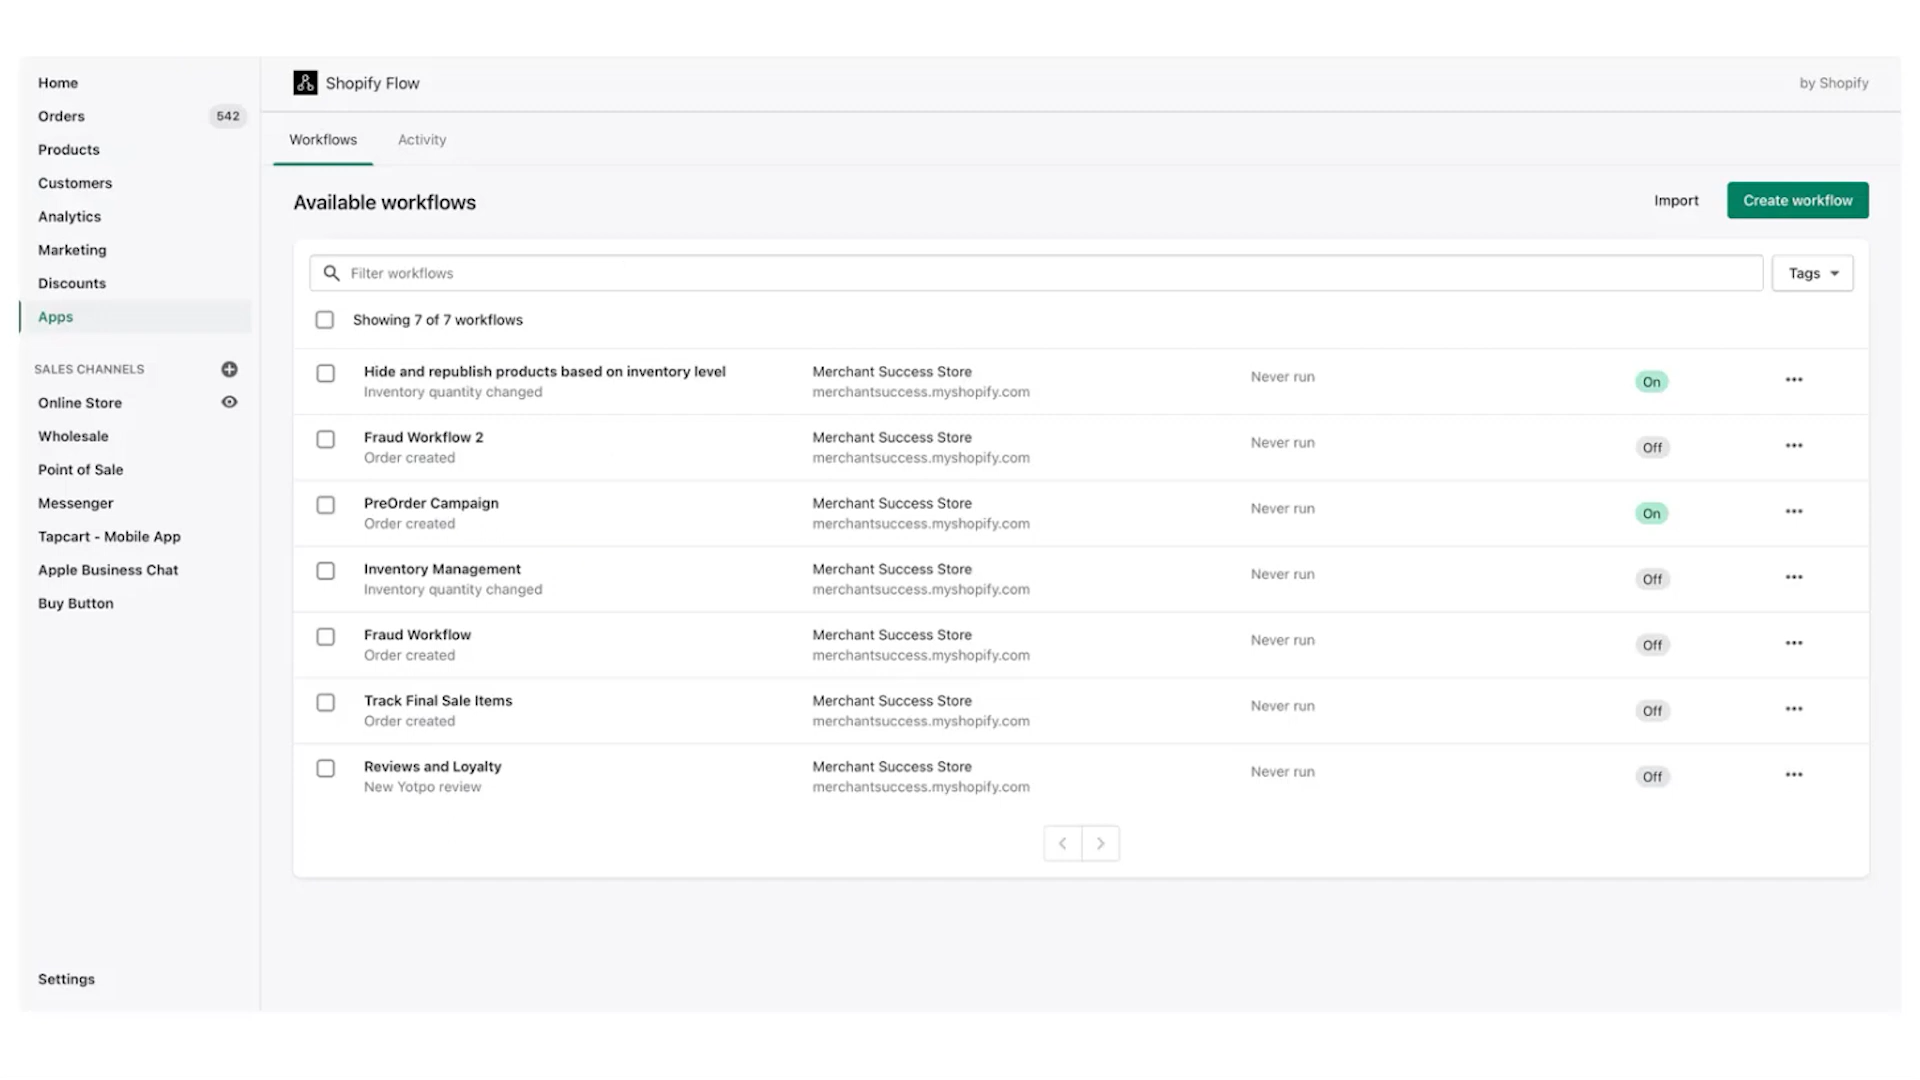 Home
Orders 542
Products
Customers
Analytics
Marketing
Discounts
Apps
SALES CHANNELS
Online Store
Wholesale
Point of Sale
Messenger
Tapcart - Mobile App
Apple Business Chat
Buy Button
Settings
Shopify Flow
by Shopify
Workflows Activity
Available workflows
Import Create workflow
Filter workflows Tags
Showing 7 of 7 workflows
Hide and republish products based on inventory level Merchant Success Store Never run On
Inventory quantity changed merchantsuccess.myshopify.com
Fraud Workflow 2 Merchant Success Store Never run Off
Order created merchantsuccess.myshopify.com
PreOrder Campaign Merchant Success Store Never run On
Order created merchantsuccess.myshopify.com
Inventory Management Merchant Success Store Never run Off
Inventory quantity changed merchantsuccess.myshopify.com
Fraud Workflow Merchant Success Store Never run Off
Order created merchantsuccess.myshopify.com
Track Final Sale Items Merchant Success Store Never run Off
Order created merchantsuccess.myshopify.com
Reviews and Loyalty Merchant Success Store Never run Off
New Yotpo review merchantsuccess.myshopify.com